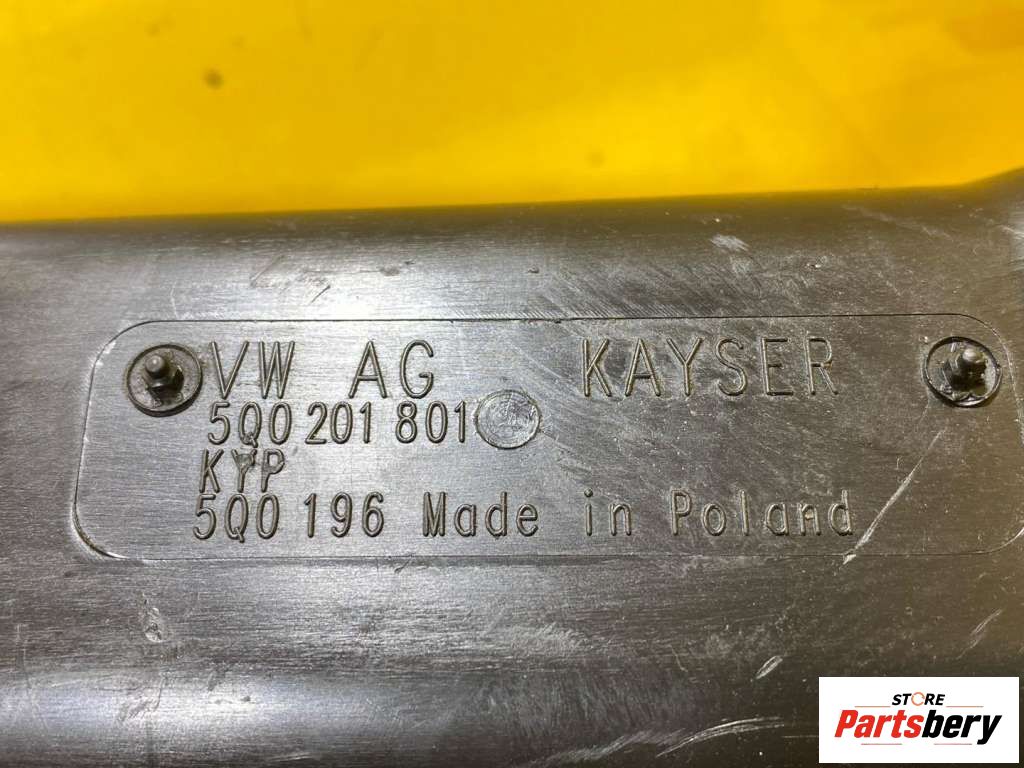 VW AG KAYSER
5Q0 201 801
KYP
5Q0 196 Made in Poland
STORE
Partsbery